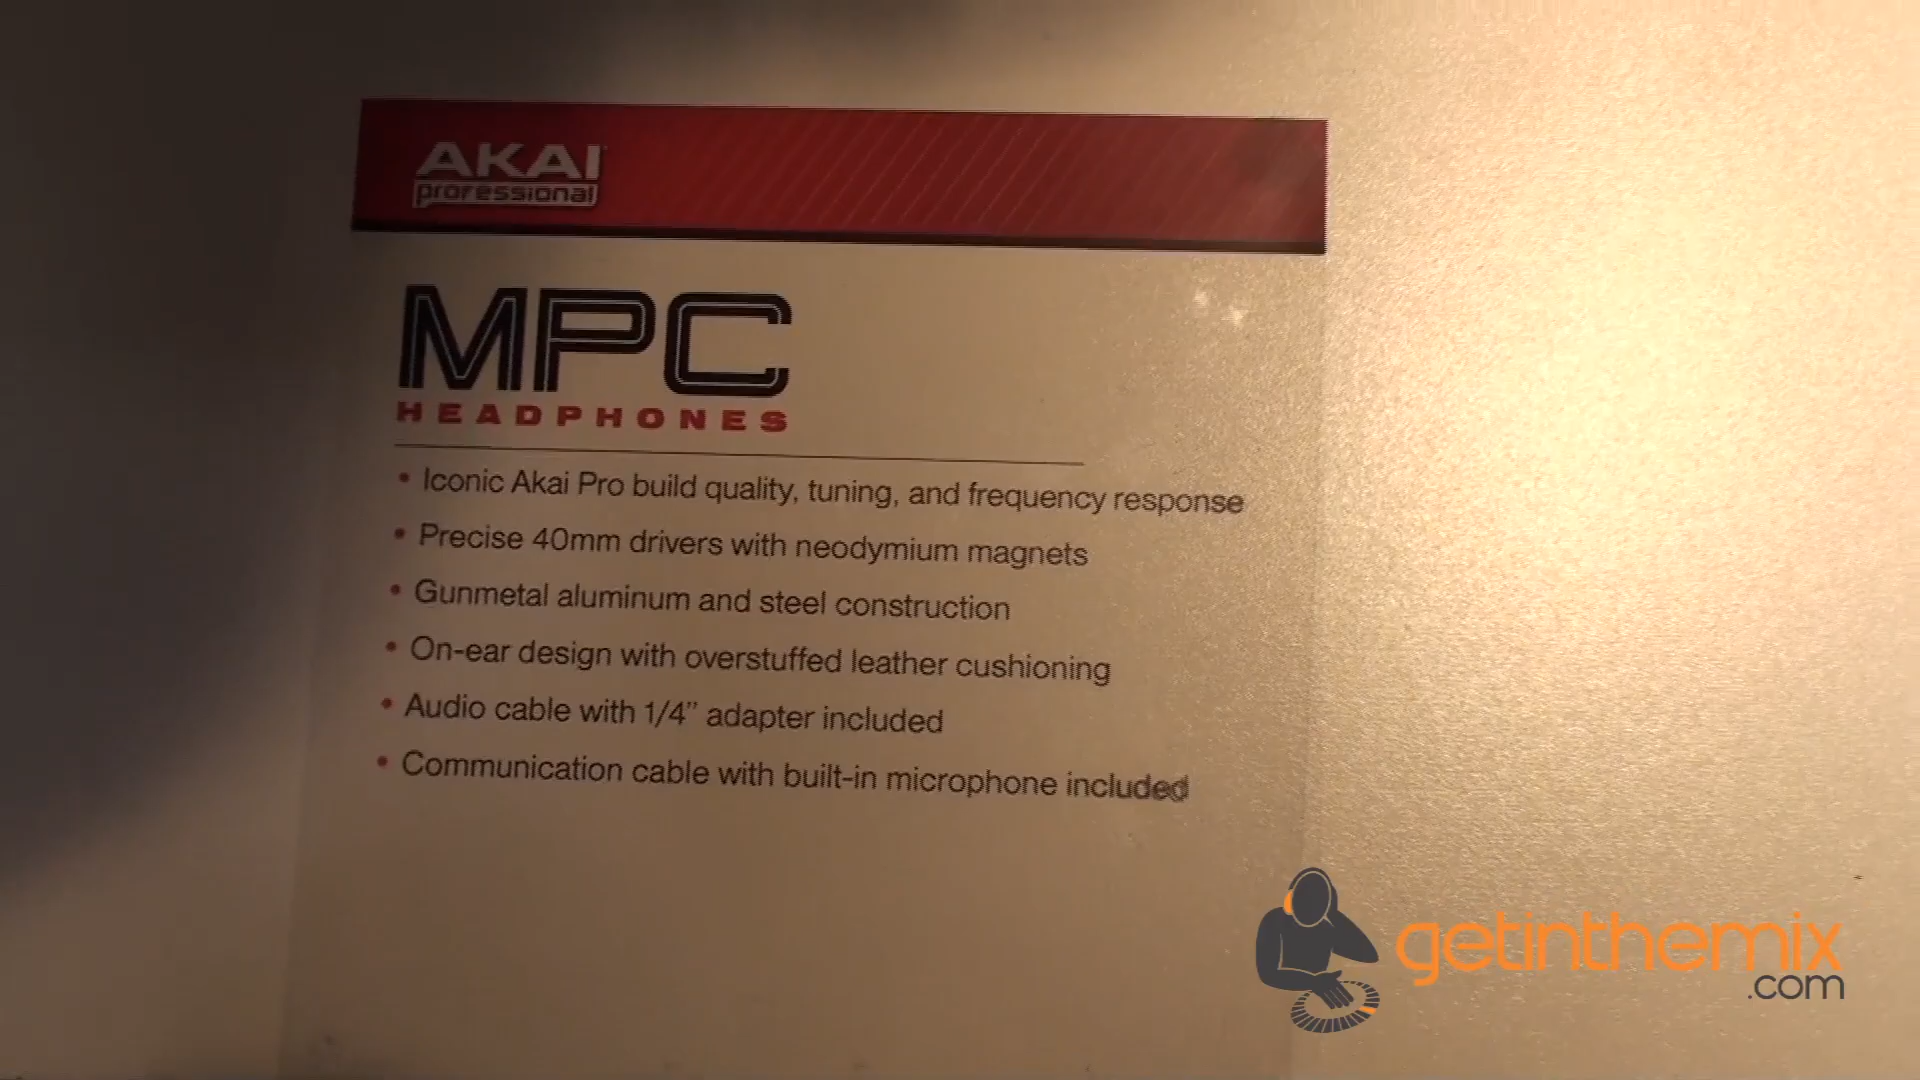 AKAI
professional
MPC
HEADPHONES
• Iconic Akai Pro build quality, tuning, and frequency response
• Precise 40mm drivers with neodymium magnets
• Gunmetal aluminum and steel construction
• On-ear design with overstuffed leather cushioning
• Audio cable with 1/4” adapter included
• Communication cable with built-in microphone included
getinthemix
.com